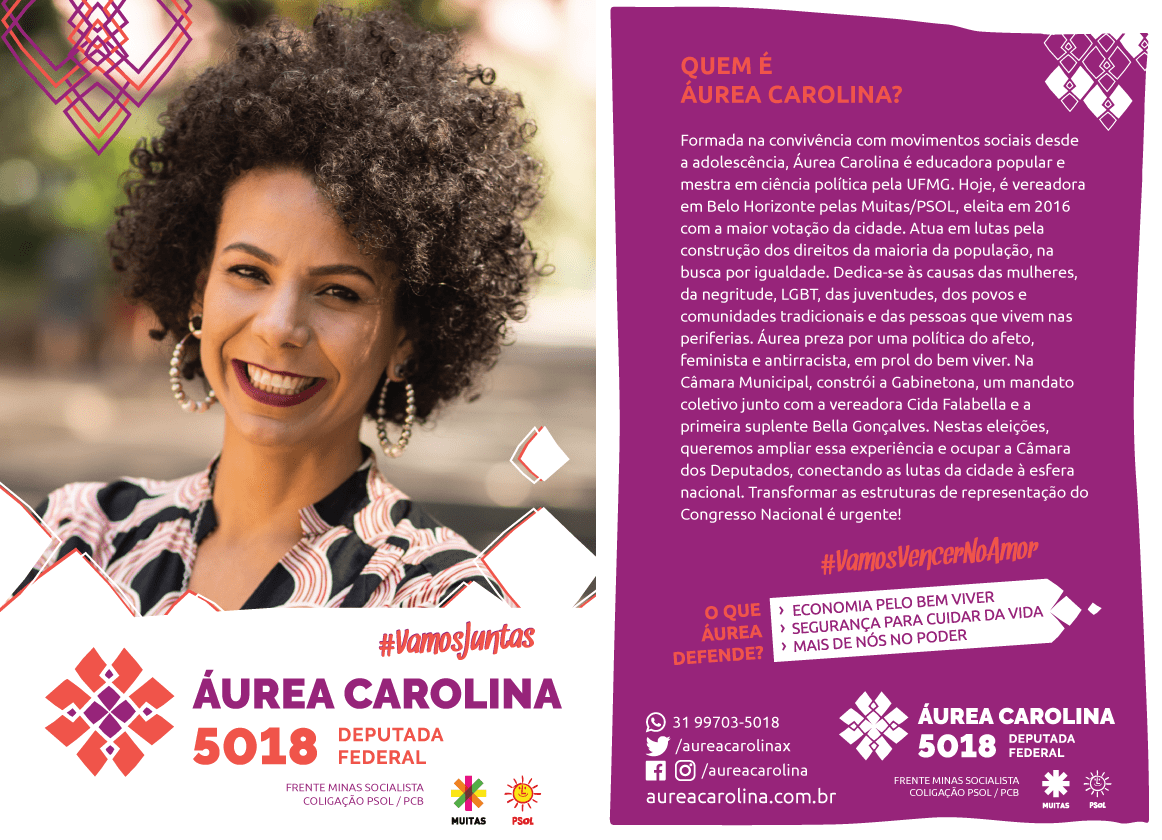 #VamosJuntas
ÁUREA CAROLINA
5018 DEPUTADA
FEDERAL
FRENTE MINAS SOCIALISTA
COLIGAÇÃO PSOL / PCB
MUITAS
PSOL
QUEM É
ÁUREA CAROLINA?
Formada na convivência com movimentos sociais desde
a adolescência, Áurea Carolina é educadora popular e
mestra em ciência política pela UFMG. Hoje, é vereadora
em Belo Horizonte pelas Muitas/PSOL, eleita em 2016
com a maior votação da cidade. Atua em lutas pela
construção dos direitos da maioria da população, na
busca por igualdade. Dedica-se às causas das mulheres,
da negritude, LGBT, das juventudes, dos povos e
comunidades tradicionais e das pessoas que vivem nas
periferias. Áurea preza por uma política do afeto,
feminista e antirracista, em prol do bem viver. Na
Câmara Municipal, constrói a Gabinetona, um mandato
coletivo junto com a vereadora Cida Falabella e a
primeira suplente Bella Gonçalves. Nestas eleições,
queremos ampliar essa experiência e ocupar a Câmara
dos Deputados, conectando as lutas da cidade à esfera
nacional. Transformar as estruturas de representação do
Congresso Nacional é urgente!
#VamosVencerNoAmor
O QUE
ÁUREA
DEFENDE?
› ECONOMIA PELO BEM VIVER
› SEGURANÇA PARA CUIDAR DA VIDA
› MAIS DE NÓS NO PODER
31 99703-5018
/aureacarolinax
/aureacarolina
aureacarolina.com.br
ÁUREA CAROLINA
5018 DEPUTADA
FEDERAL
FRENTE MINAS SOCIALISTA
COLIGAÇÃO PSOL / PCB
MUITAS
PSOL